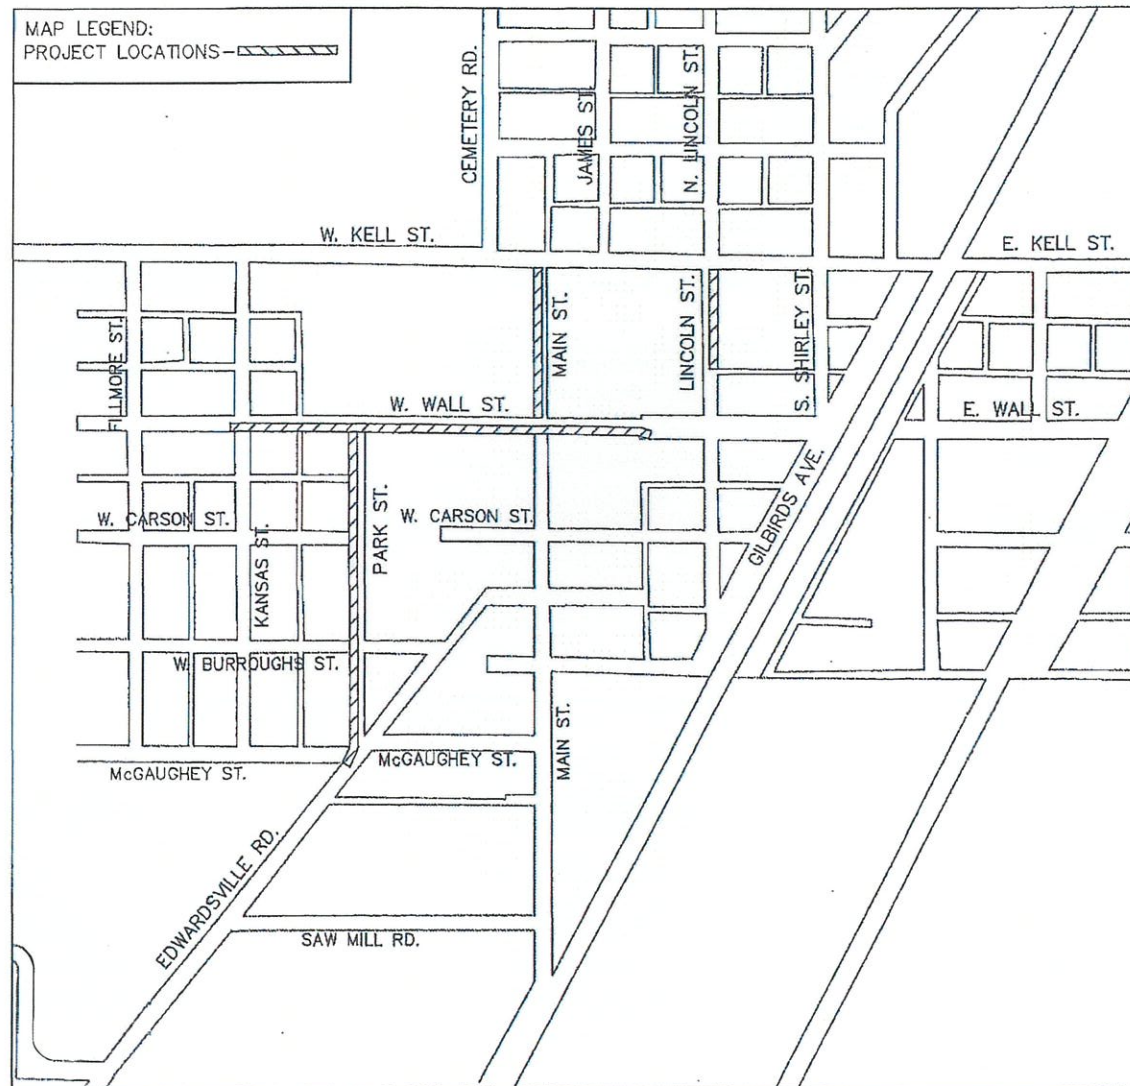 MAP LEGEND:
PROJECT LOCATIONS-
CEMETERY RD.
JAMES ST.
N. LINCOLN ST.
W. KELL ST.
E. KELL ST.
FILLMORE ST.
MAIN ST.
LINCOLN ST.
S. SHIRLEY ST.
W. WALL ST.
E. WALL ST.
W. CARSON ST.
KANSAS ST.
PARK ST.
W. CARSON ST.
GILBIRDS AVE.
W. BURROUGHS ST.
McGAUGHEY ST.
McGAUGHEY ST.
MAIN ST.
EDWARDSVILLE RD.
SAW MILL RD.